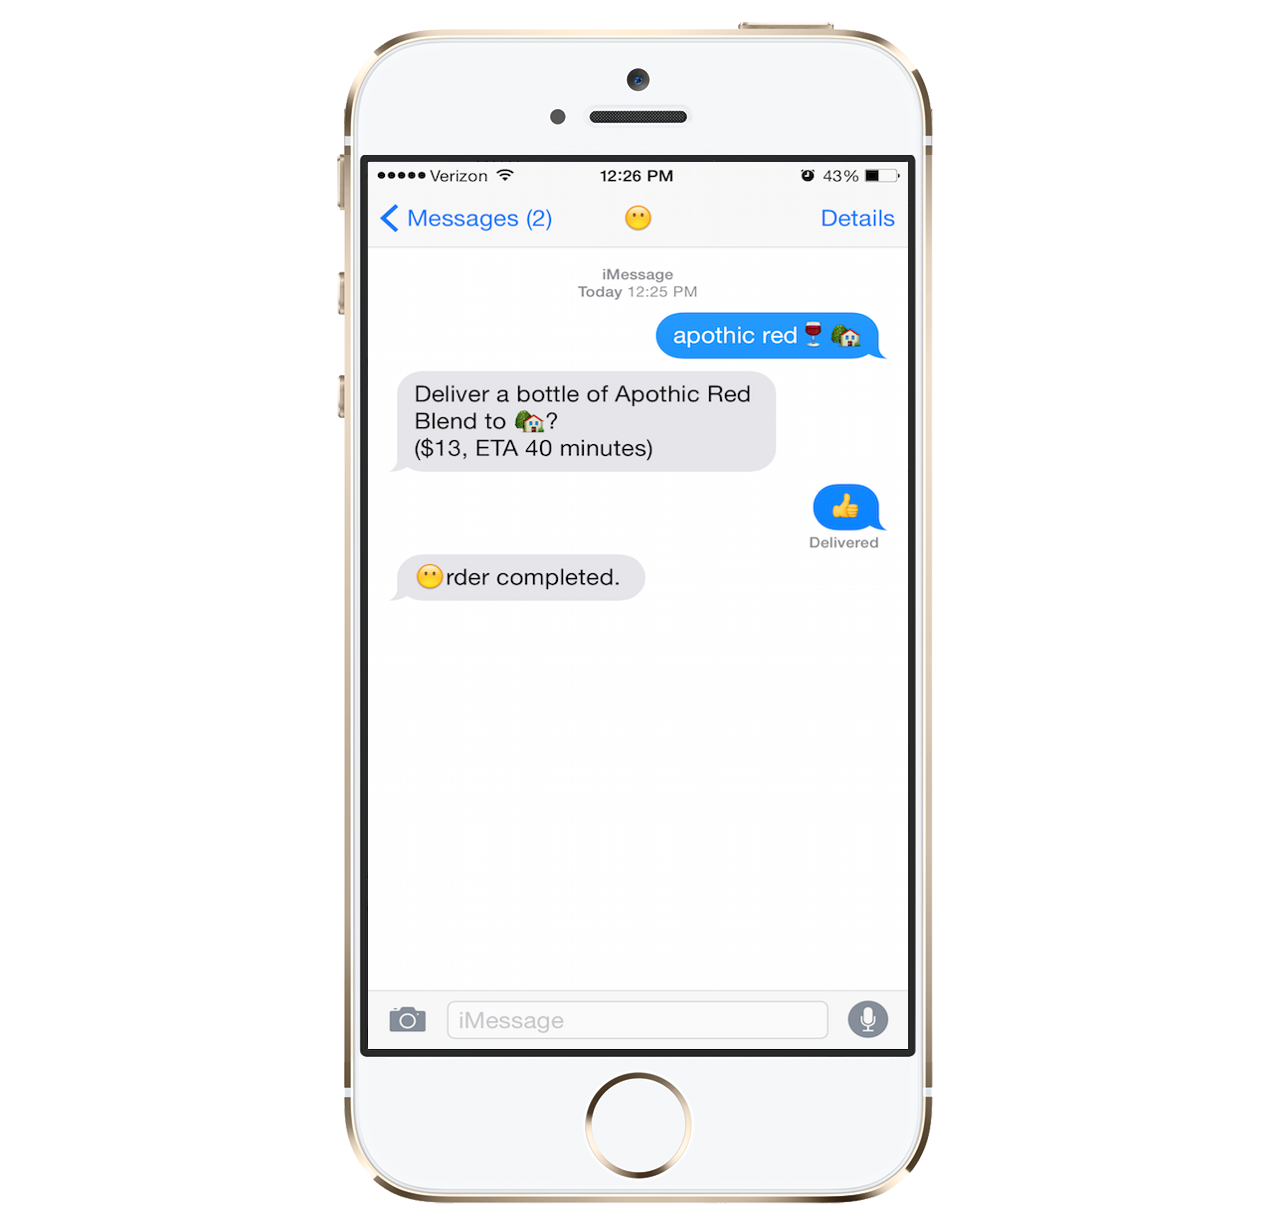 ●●●●● Verizon 12:26 PM 43%
Messages (2) 😶 Details
iMessage
Today 12:25 PM
apothic red🍷🏡
Deliver a bottle of Apothic Red
Blend to 🏡?
($13, ETA 40 minutes)
👍
Delivered
😶rder completed.
iMessage